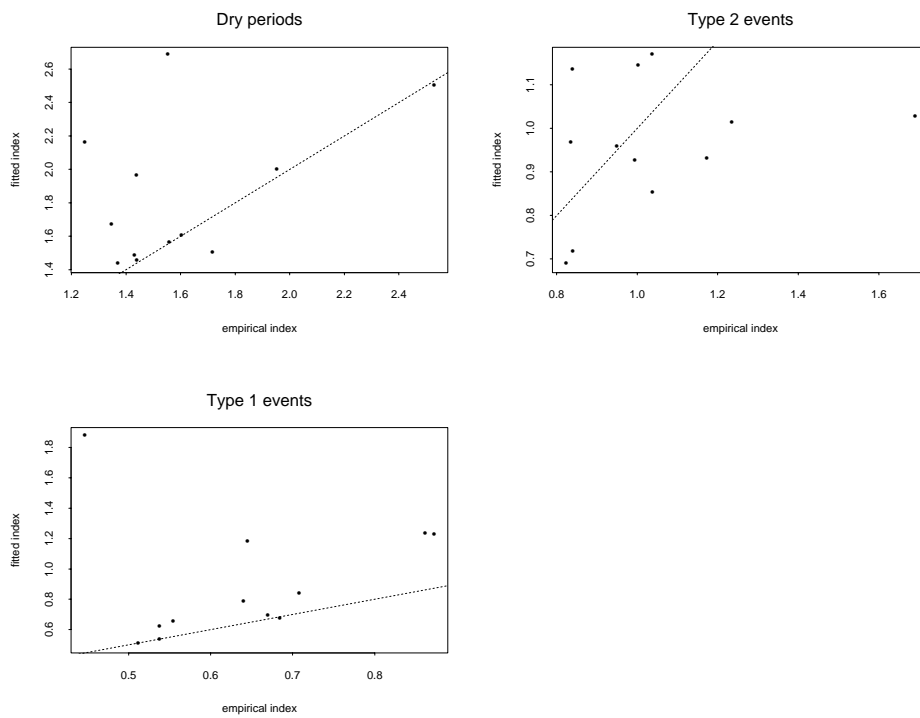 Dry periods
fitted index
1.4 1.6 1.8 2.0 2.2 2.4 2.6
1.2 1.4 1.6 1.8 2.0 2.2 2.4
empirical index
Type 2 events
fitted index
0.7 0.8 0.9 1.0 1.1
0.8 1.0 1.2 1.4 1.6
empirical index
Type 1 events
fitted index
0.6 0.8 1.0 1.2 1.4 1.6 1.8
0.5 0.6 0.7 0.8
empirical index